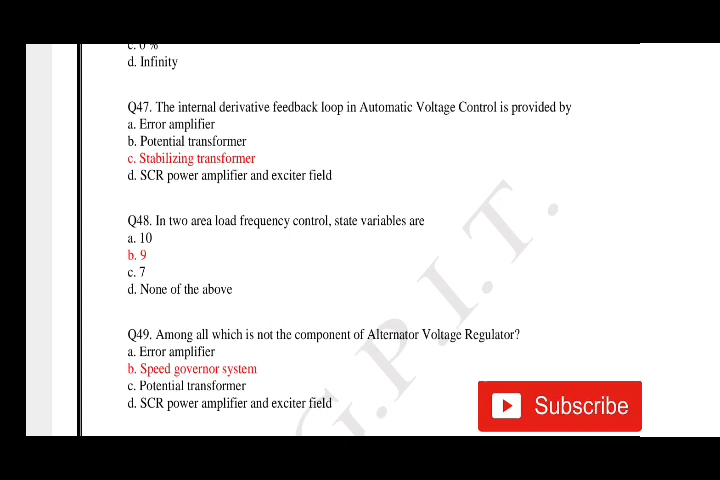 c. 0 %
d. Infinity
Q47. The internal derivative feedback loop in Automatic Voltage Control is provided by
a. Error amplifier
b. Potential transformer
c. Stabilizing transformer
d. SCR power amplifier and exciter field
Q48. In two area load frequency control, state variables are
a. 10
b. 9
c. 7
d. None of the above
Q49. Among all which is not the component of Alternator Voltage Regulator?
a. Error amplifier
b. Speed governor system
c. Potential transformer
d. SCR power amplifier and exciter field
G.P.I.T.
Subscribe